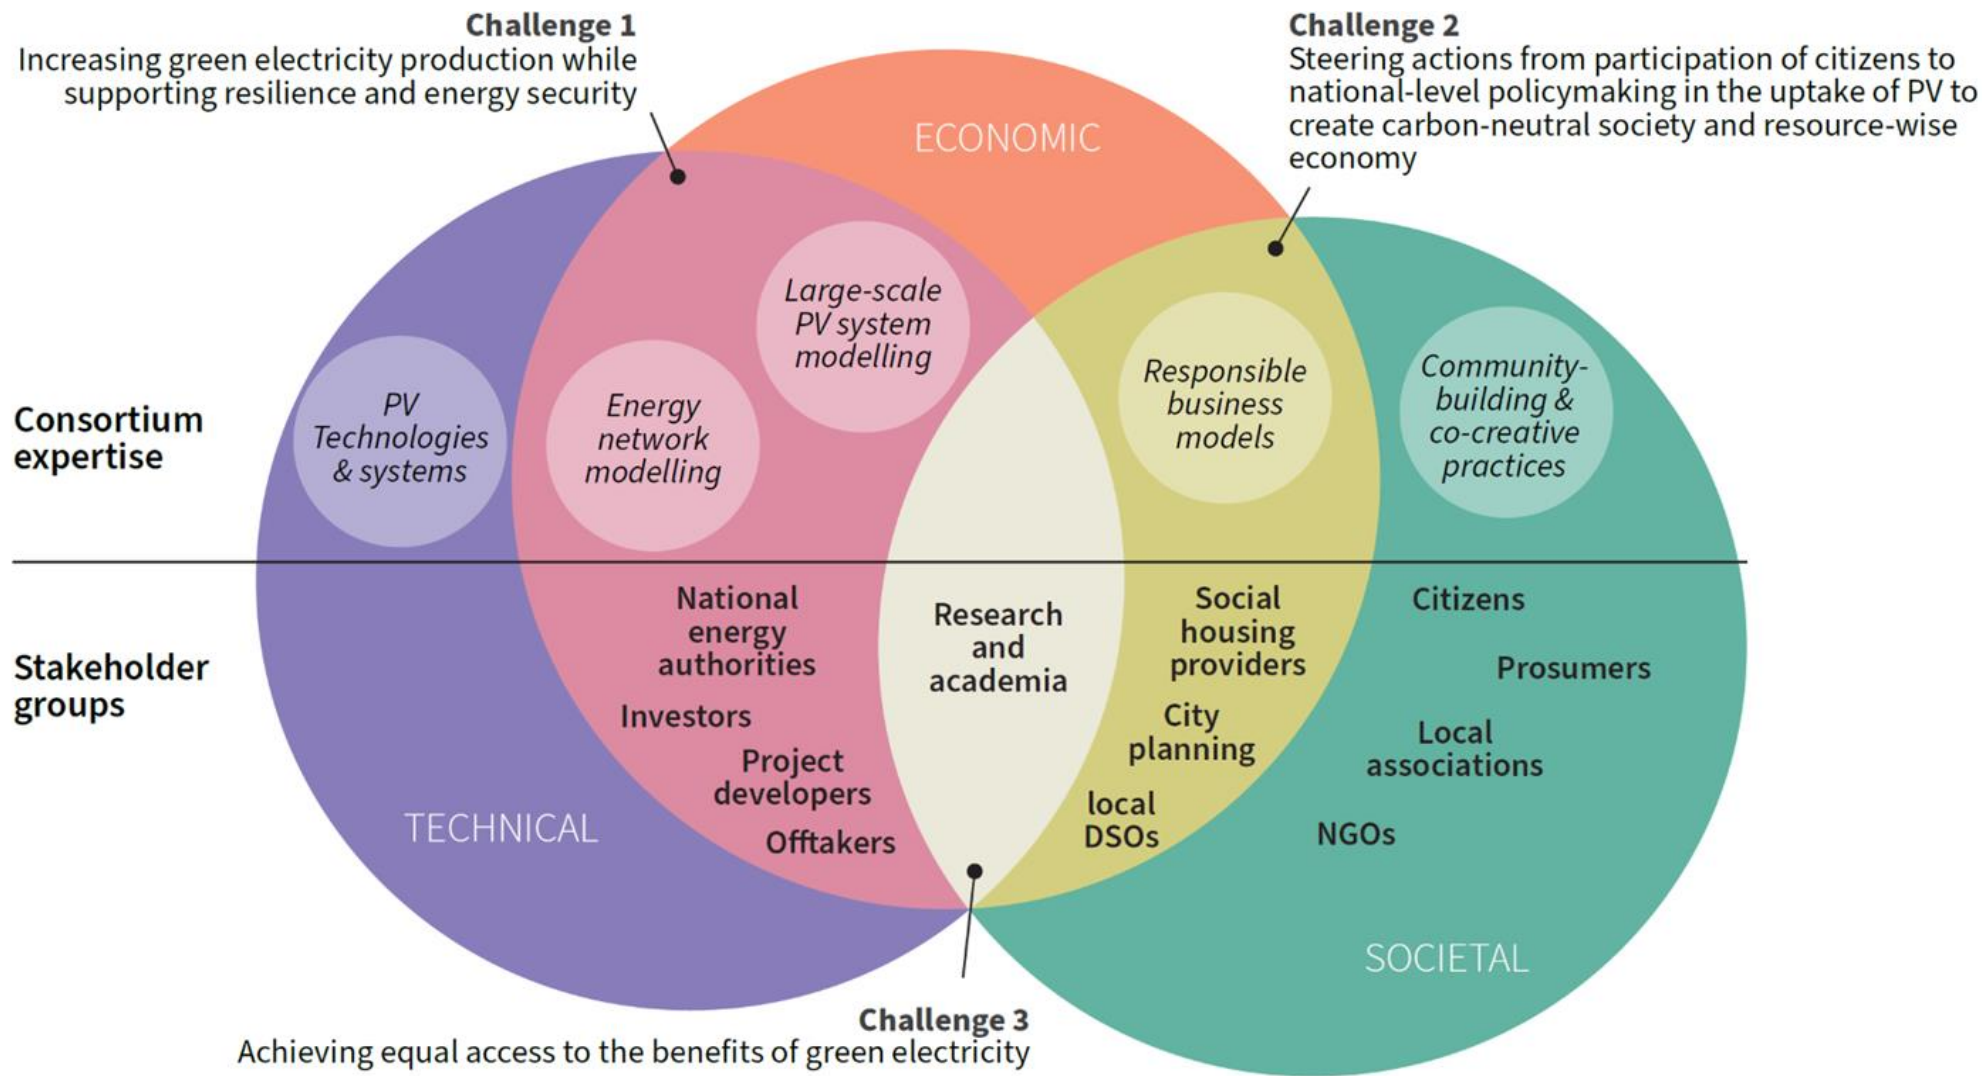 Challenge 1
Increasing green electricity production while
supporting resilience and energy security
Challenge 2
Steering actions from participation of citizens to
national-level policymaking in the uptake of PV to
create carbon-neutral society and resource-wise
economy
ECONOMIC
Consortium
expertise
PV
Technologies
& systems
Energy
network
modelling
Large-scale
PV system
modelling
Responsible
business
models
Community-
building &
co-creative
practices
Stakeholder
groups
National
energy
authorities
Investors
Project
developers
Offtakers
Research
and
academia
Social
housing
providers
City
planning
local
DSOs
Citizens
Prosumers
Local
associations
NGOs
TECHNICAL
SOCIETAL
Challenge 3
Achieving equal access to the benefits of green electricity